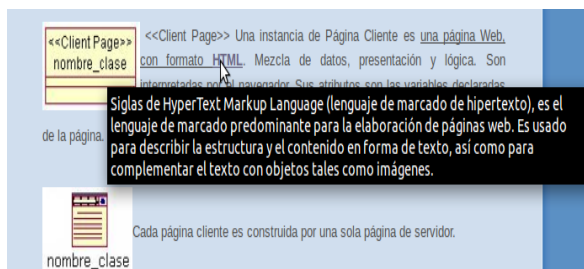 <<Client Page>>
nombre_clase
<<Client Page>> Una instancia de Página Cliente es una página Web,
con formato HTML. Mezcla de datos, presentación y lógica. Son
interpretadas por el navegador. Sus atributos son las variables declaradas
Siglas de HyperText Markup Language (lenguaje de marcado de hipertexto), es el
lenguaje de marcado predominante para la elaboración de páginas web. Es usado
para describir la estructura y el contenido en forma de texto, así como para
complementar el texto con objetos tales como imágenes.
de la página.
Cada página cliente es construida por una sola página de servidor.
nombre_clase